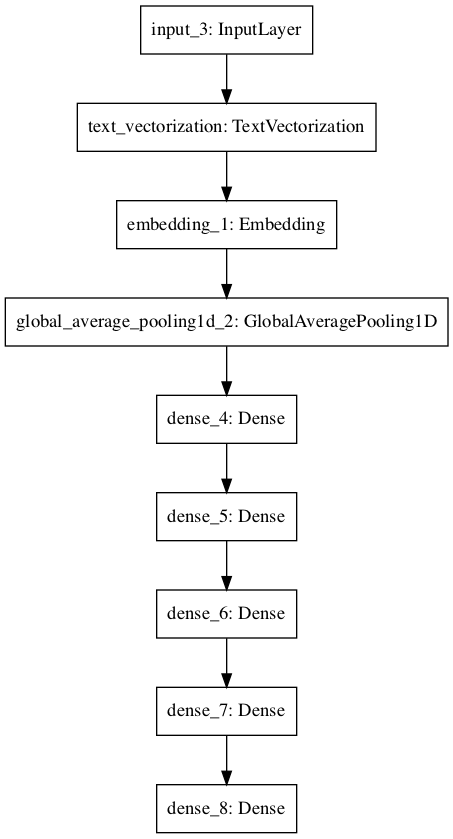 input_3: InputLayer
text_vectorization: TextVectorization
embedding_1: Embedding
global_average_pooling1d_2: GlobalAveragePooling1D
dense_4: Dense
dense_5: Dense
dense_6: Dense
dense_7: Dense
dense_8: Dense